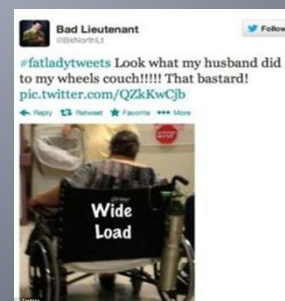 Bad Lieutenant
@BkNorthLt
Follow
#fatladytweets Look what my husband did
to my wheels couch!!!!! That bastard!
pic.twitter.com/QZkKwCjb
Reply Retweet Favorite More
STOP
Wide
Load